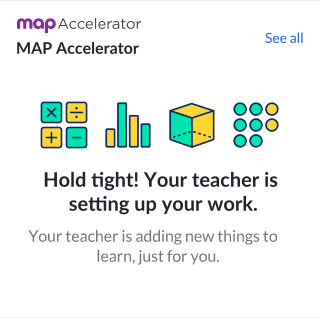 map Accelerator
MAP Accelerator
See all
Hold tight! Your teacher is
setting up your work.
Your teacher is adding new things to
learn, just for you.